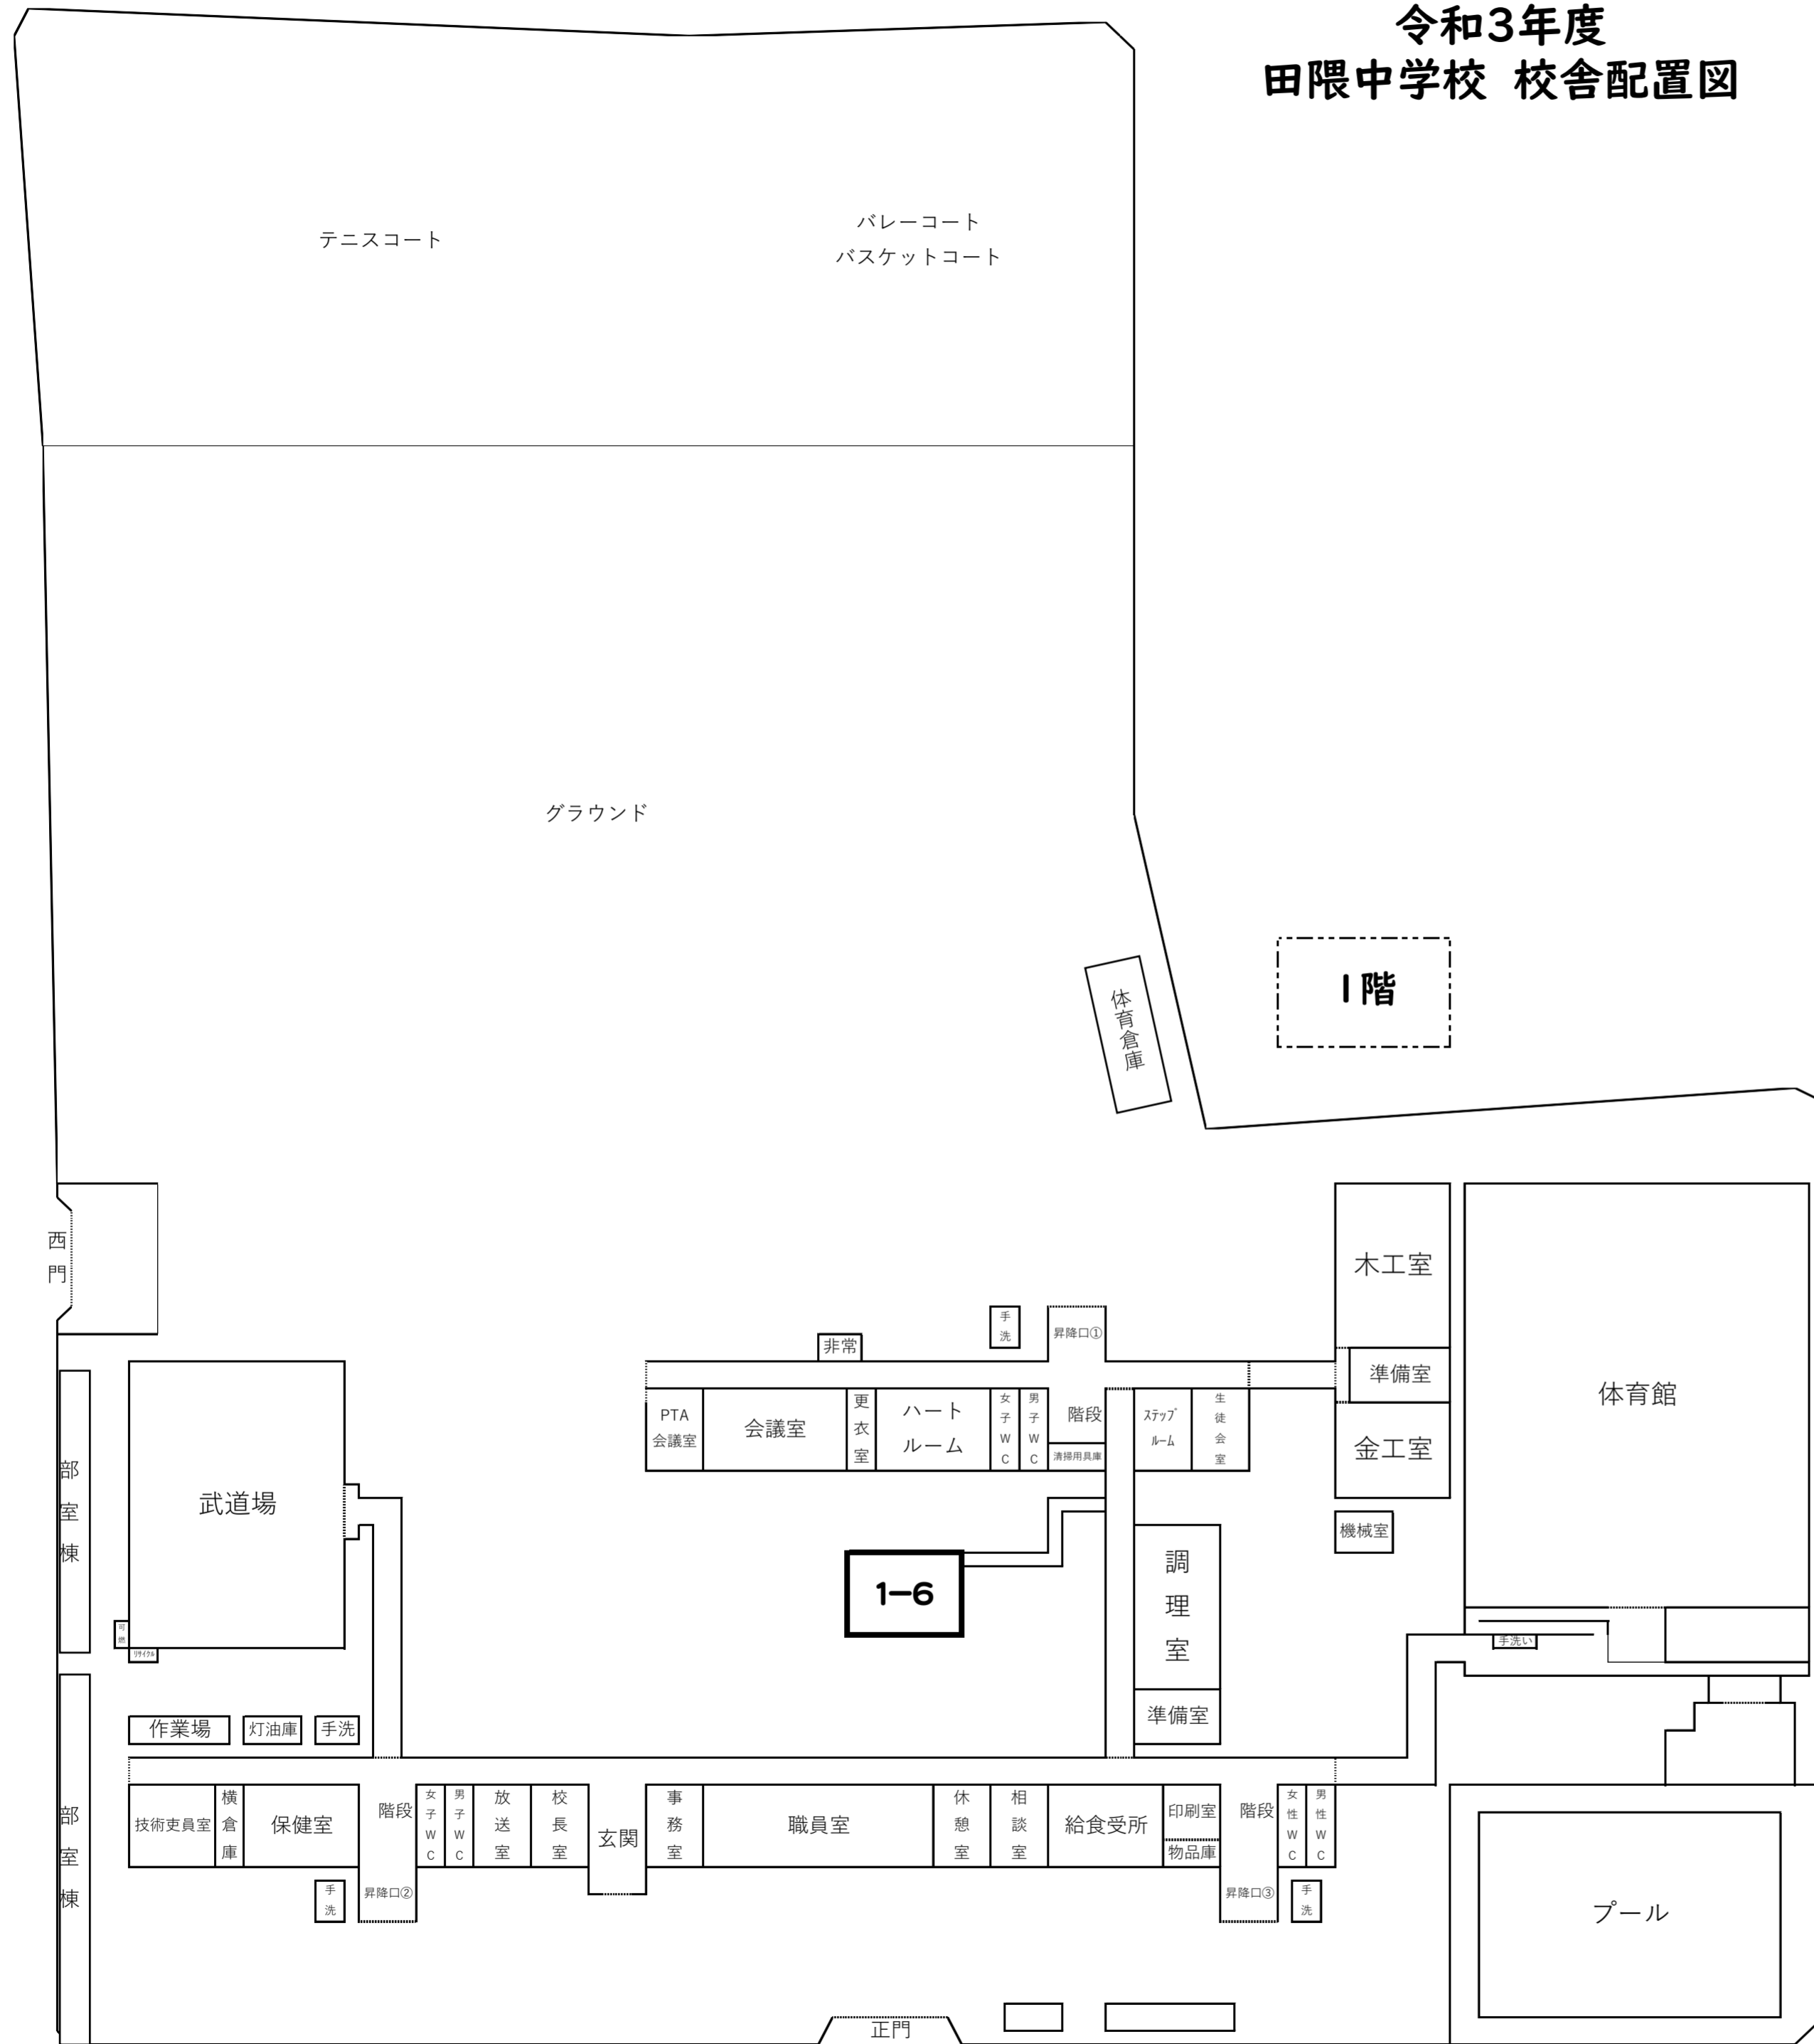 令和3年度
田隈中学校 校舎配置図
テニスコート
バレーコート
バスケットコート
グラウンド
1階
体育倉庫
西門
木工室
準備室
金工室
機械室
体育館
手洗
昇降口①
非常
PTA
会議室
会議室
更衣室
ハート
ルーム
女子WC
男子WC
階段
清掃用具庫
ステップ
ルーム
生徒会室
部室棟
武道場
可燃
リサイクル
1-6
調理室
準備室
手洗い
作業場
灯油庫
手洗
部室棟
技術吏員室
横倉庫
保健室
階段
女子WC
男子WC
放送室
校長室
玄関
事務室
職員室
休憩室
相談室
給食受所
印刷室
物品庫
階段
女性WC
男性WC
手洗
昇降口②
昇降口③
手洗
プール
正門